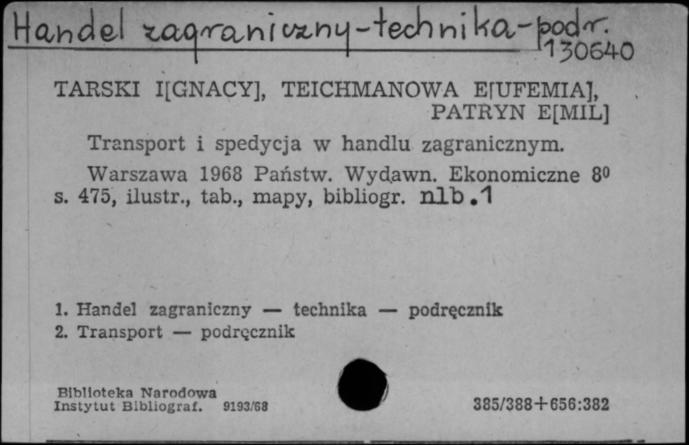 Handel zagraniczny-technika-podr.
130640
TARSKI I[GNACY], TEICHMANOWA E[UFEMIA],
PATRYN E[MIL]
Transport i spedycja w handlu zagranicznym.
Warszawa 1968 Państw. Wydawn. Ekonomiczne 8⁰
s. 475, ilustr., tab., mapy, bibliogr. nlb.1
1. Handel zagraniczny — technika — podręcznik
2. Transport — podręcznik
Biblioteka Narodowa
Instytut Bibliograf. 9193/68
385/388+656:382